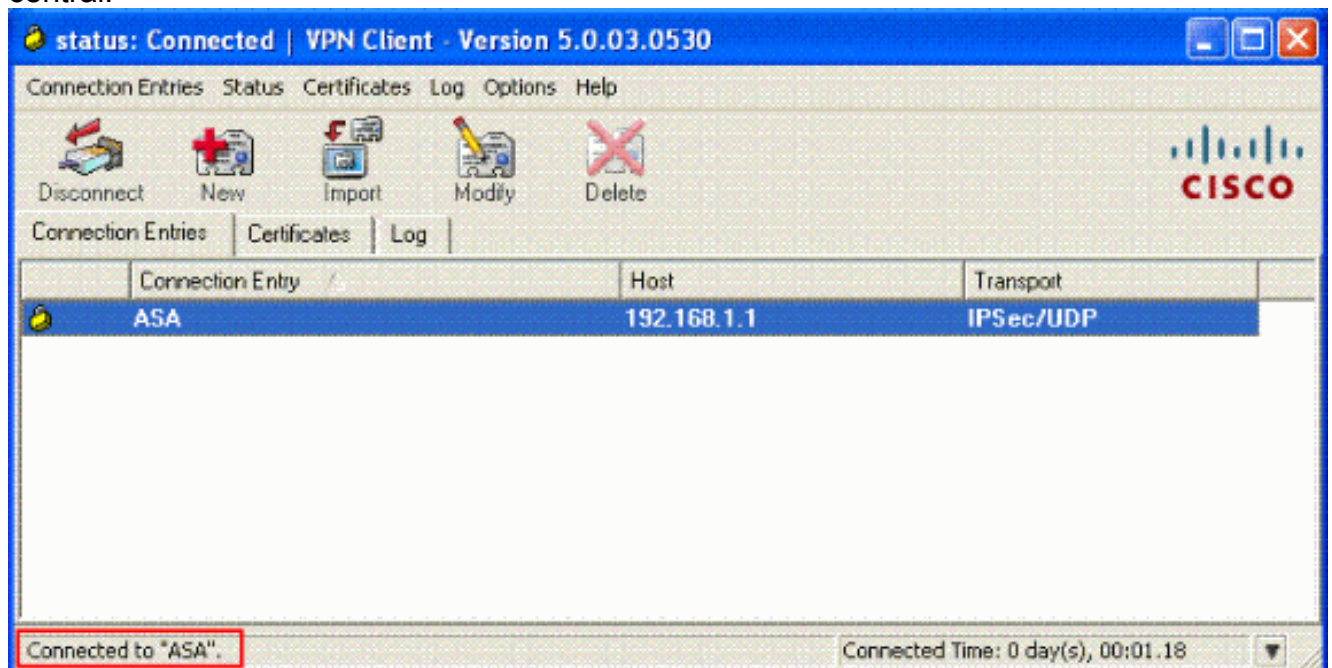 central.
status: Connected | VPN Client - Version 5.0.03.0530
Connection Entries Status Certificates Log Options Help
Disconnect New Import Modify Delete
CISCO
Connection Entries Certificates Log
Connection Entry Host Transport
ASA 192.168.1.1 IPSec/UDP
Connected to "ASA". Connected Time: 0 day(s), 00:01.18